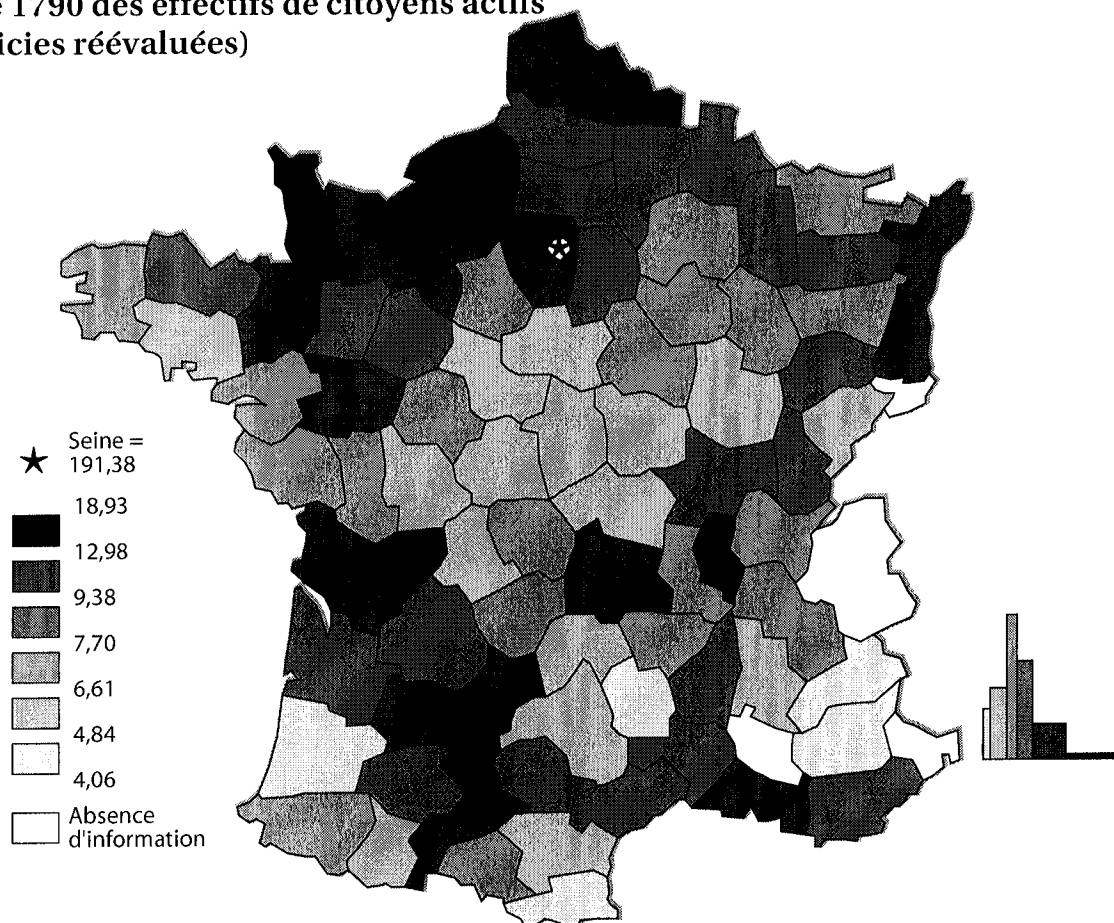 1790 des effectifs de citoyens actifs
icies réévaluées)
Seine =
191,38
18,93
12,98
9,38
7,70
6,61
4,84
4,06
Absence
d'information